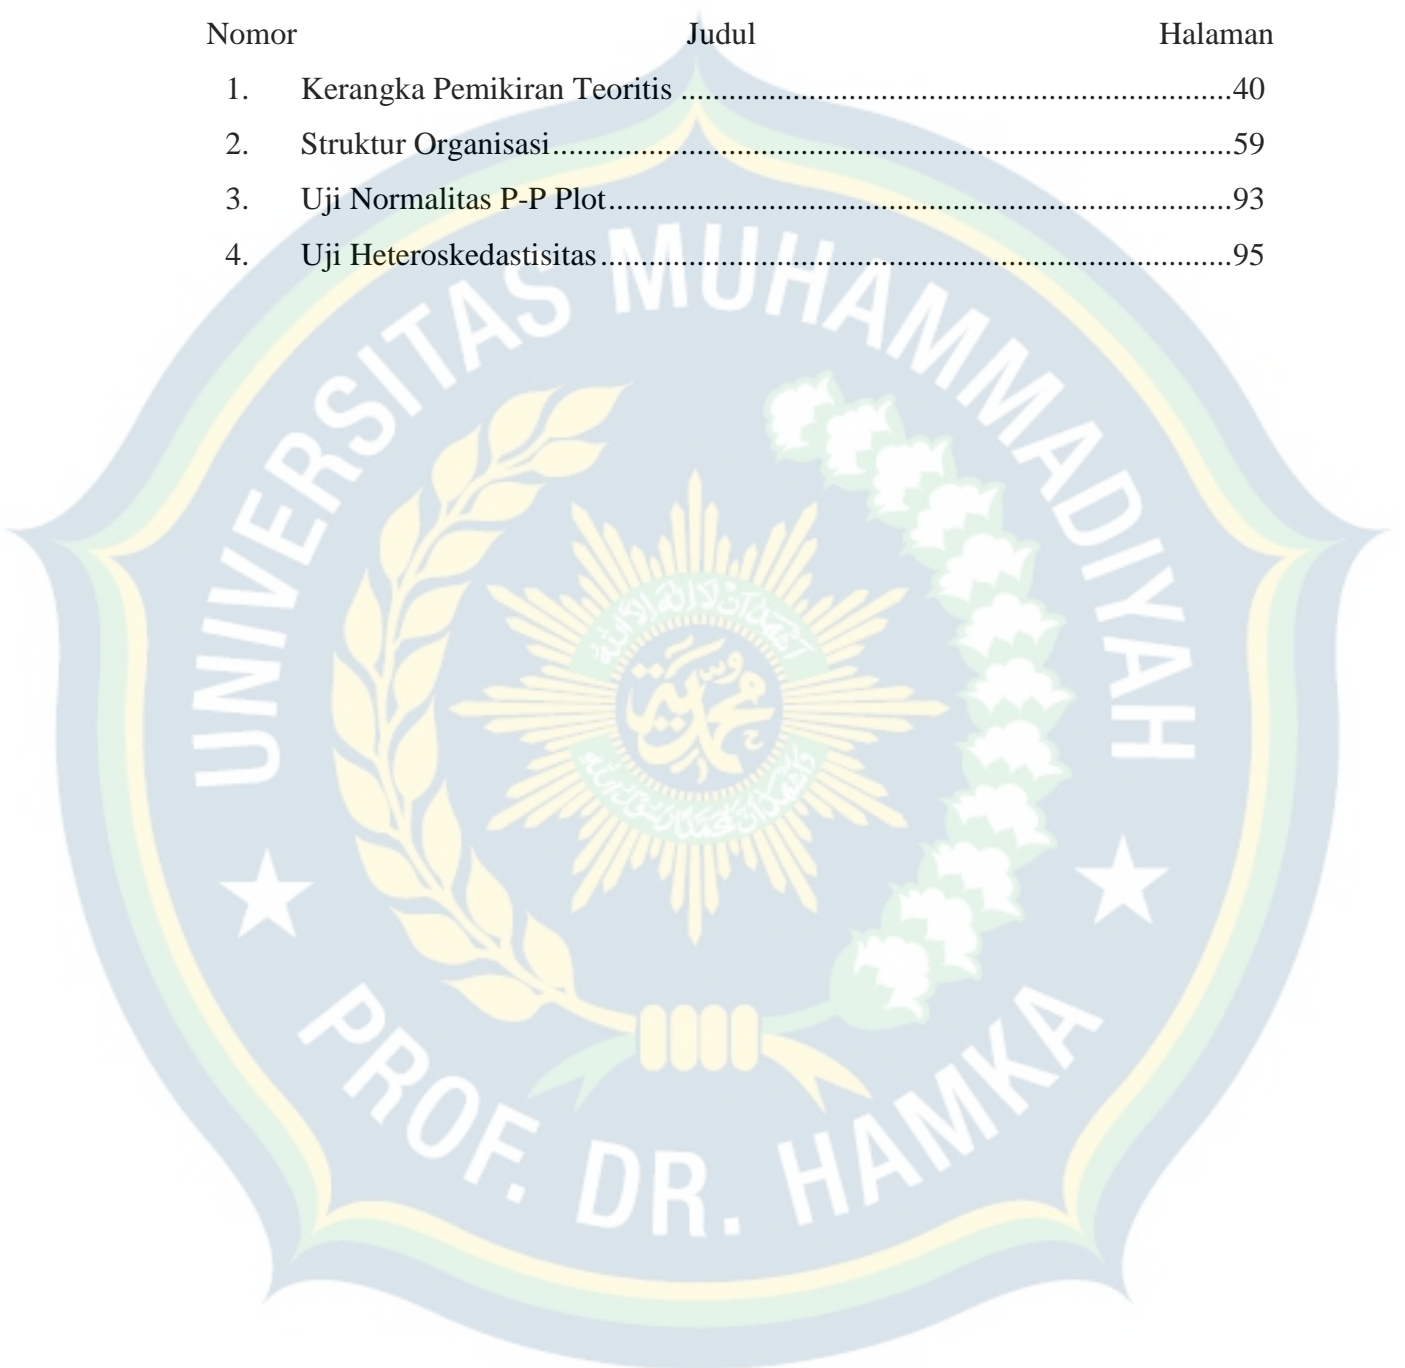 Nomor Judul Halaman
1. Kerangka Pemikiran Teoritis ........................................................................40
2. Struktur Organisasi.........................................................................................59
3. Uji Normalitas P-P Plot..................................................................................93
4. Uji Heteroskedastisitas...................................................................................95
UNIVERSITAS MUHAMMADIYAH
محمدية
PROF. DR. HAMKA